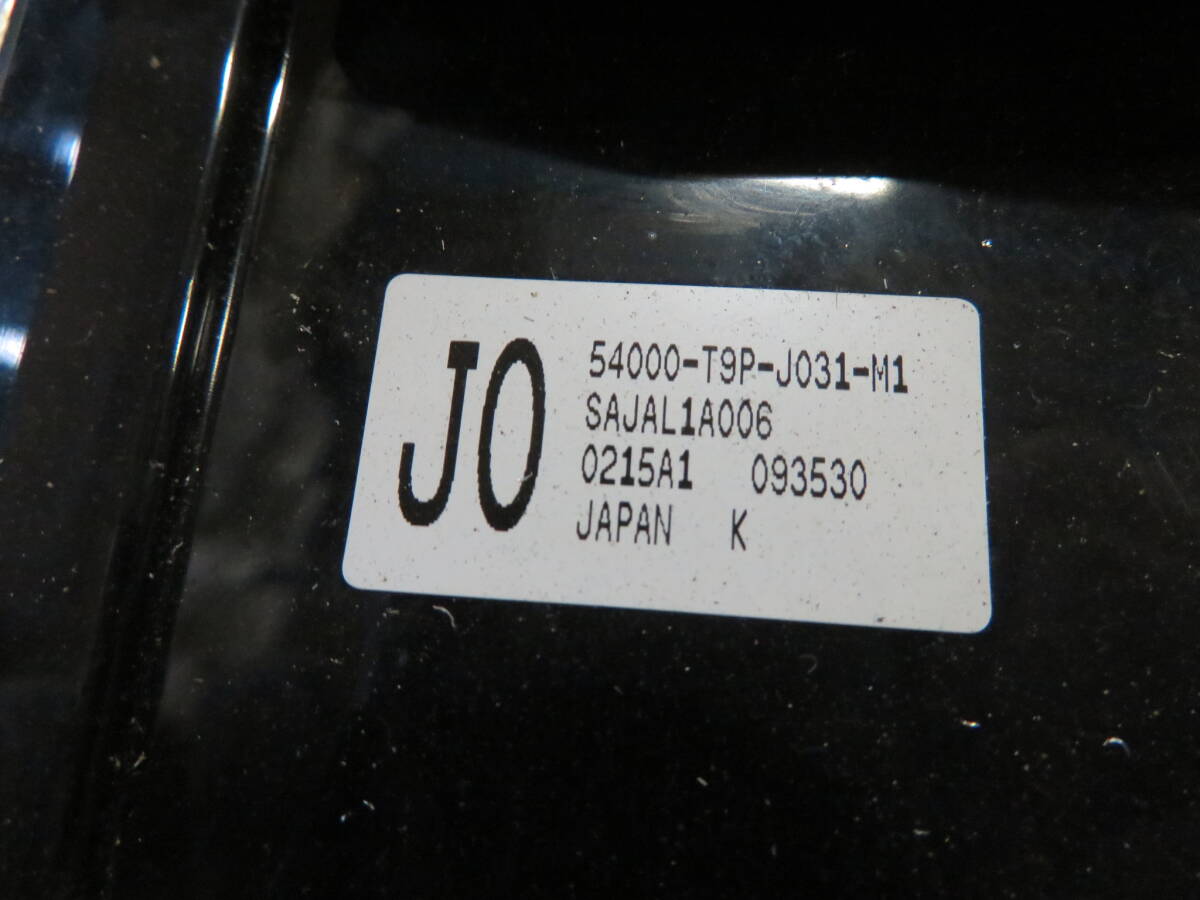 J0
54000-T9P-J031-M1
SAJAL1A006
0215A1 093530
JAPAN K